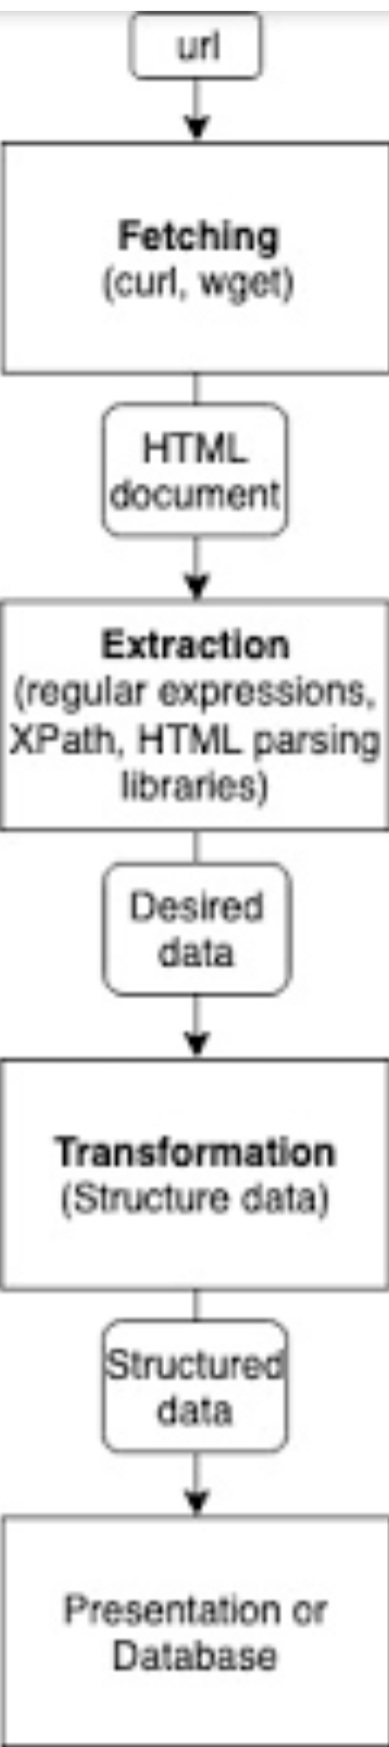 url
Fetching
(curl, wget)
HTML
document
Extraction
(regular expressions,
XPath, HTML parsing
libraries)
Desired
data
Transformation
(Structure data)
Structured
data
Presentation or
Database